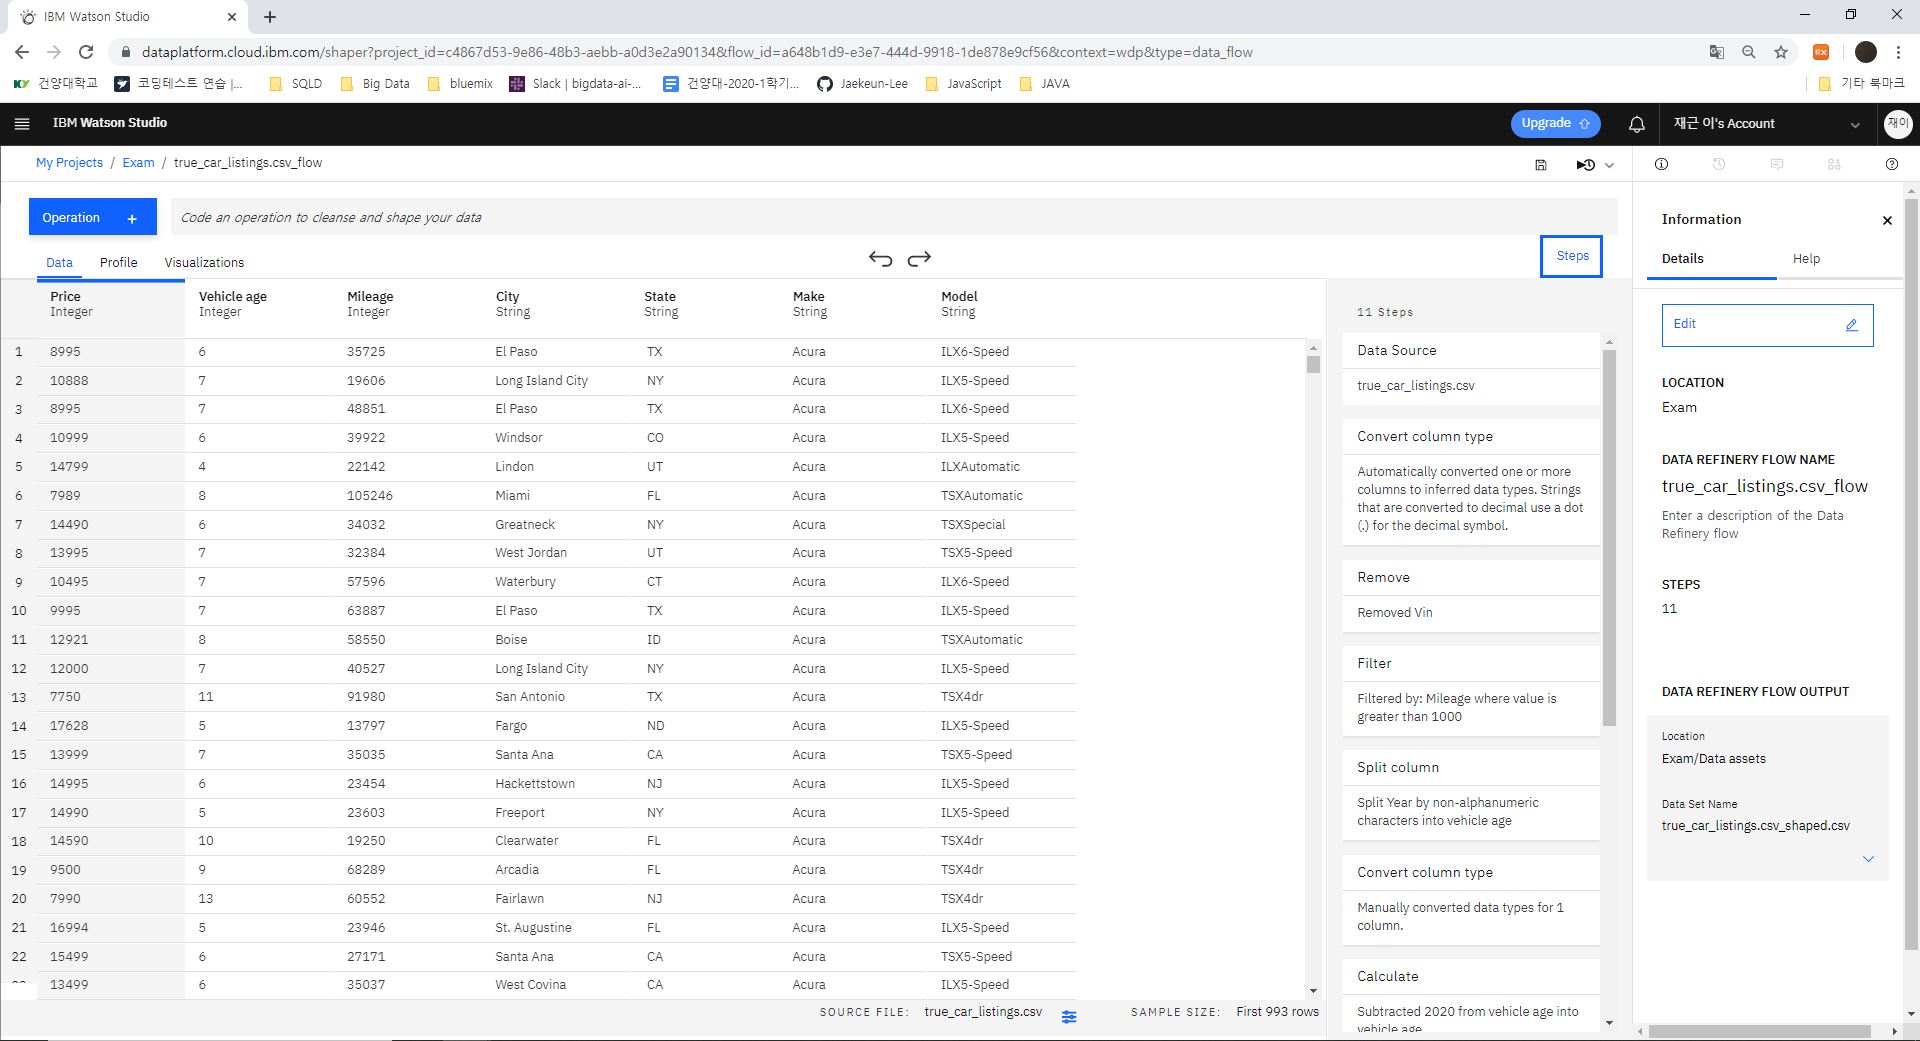 IBM Watson Studio
dataplatform.cloud.ibm.com/shaper?project_id=c4867d53-9e86-48b3-aebb-a0d3e2a90134&flow_id=a648b1d9-e3e7-444d-9918-1de878e9cf56&context=wdp&type=data_flow
KY 건양대학교 코딩테스트 연습 |... SQLD Big Data bluemix Slack | bigdata-ai-... 건양대-2020-1학기... Jaekeun-Lee JavaScript JAVA 기타 북마크
IBM Watson Studio Upgrade 재근 이's Account 재이
My Projects / Exam / true_car_listings.csv_flow
Operation + Code an operation to cleanse and shape your data
Data Profile Visualizations Steps
Price Vehicle age Mileage City State Make Model
Integer Integer Integer String String String String
1 8995 6 35725 El Paso TX Acura ILX6-Speed
2 10888 7 19606 Long Island City NY Acura ILX5-Speed
3 8995 7 48851 El Paso TX Acura ILX6-Speed
4 10999 6 39922 Windsor CO Acura ILX5-Speed
5 14799 4 22142 Lindon UT Acura ILXAutomatic
6 7989 8 105246 Miami FL Acura TSXAutomatic
7 14490 6 34032 Greatneck NY Acura TSXSpecial
8 13995 7 32384 West Jordan UT Acura TSX5-Speed
9 10495 7 57596 Waterbury CT Acura ILX6-Speed
10 9995 7 63887 El Paso TX Acura ILX5-Speed
11 12921 8 58550 Boise ID Acura TSXAutomatic
12 12000 7 40527 Long Island City NY Acura ILX5-Speed
13 7750 11 91980 San Antonio TX Acura TSX4dr
14 17628 5 13797 Fargo ND Acura ILX5-Speed
15 13999 7 35035 Santa Ana CA Acura TSX5-Speed
16 14995 6 23454 Hackettstown NJ Acura ILX5-Speed
17 14990 5 23603 Freeport NY Acura ILX5-Speed
18 14590 10 19250 Clearwater FL Acura TSX4dr
19 9500 9 68289 Arcadia FL Acura TSX4dr
20 7990 13 60552 Fairlawn NJ Acura TSX4dr
21 16994 5 23946 St. Augustine FL Acura ILX5-Speed
22 15499 6 27171 Santa Ana CA Acura TSX5-Speed
13499 6 35037 West Covina CA Acura ILX5-Speed
SOURCE FILE: true_car_listings.csv SAMPLE SIZE: First 993 rows
11 Steps
Data Source
true_car_listings.csv
Convert column type
Automatically converted one or more
columns to inferred data types. Strings
that are converted to decimal use a dot
(.) for the decimal symbol.
Remove
Removed Vin
Filter
Filtered by: Mileage where value is
greater than 1000
Split column
Split Year by non-alphanumeric
characters into vehicle age
Convert column type
Manually converted data types for 1
column.
Calculate
Subtracted 2020 from vehicle age into
vehicle age
Information
Details Help
Edit
LOCATION
Exam
DATA REFINERY FLOW NAME
true_car_listings.csv_flow
Enter a description of the Data
Refinery flow
STEPS
11
DATA REFINERY FLOW OUTPUT
Location
Exam/Data assets
Data Set Name
true_car_listings.csv_shaped.csv